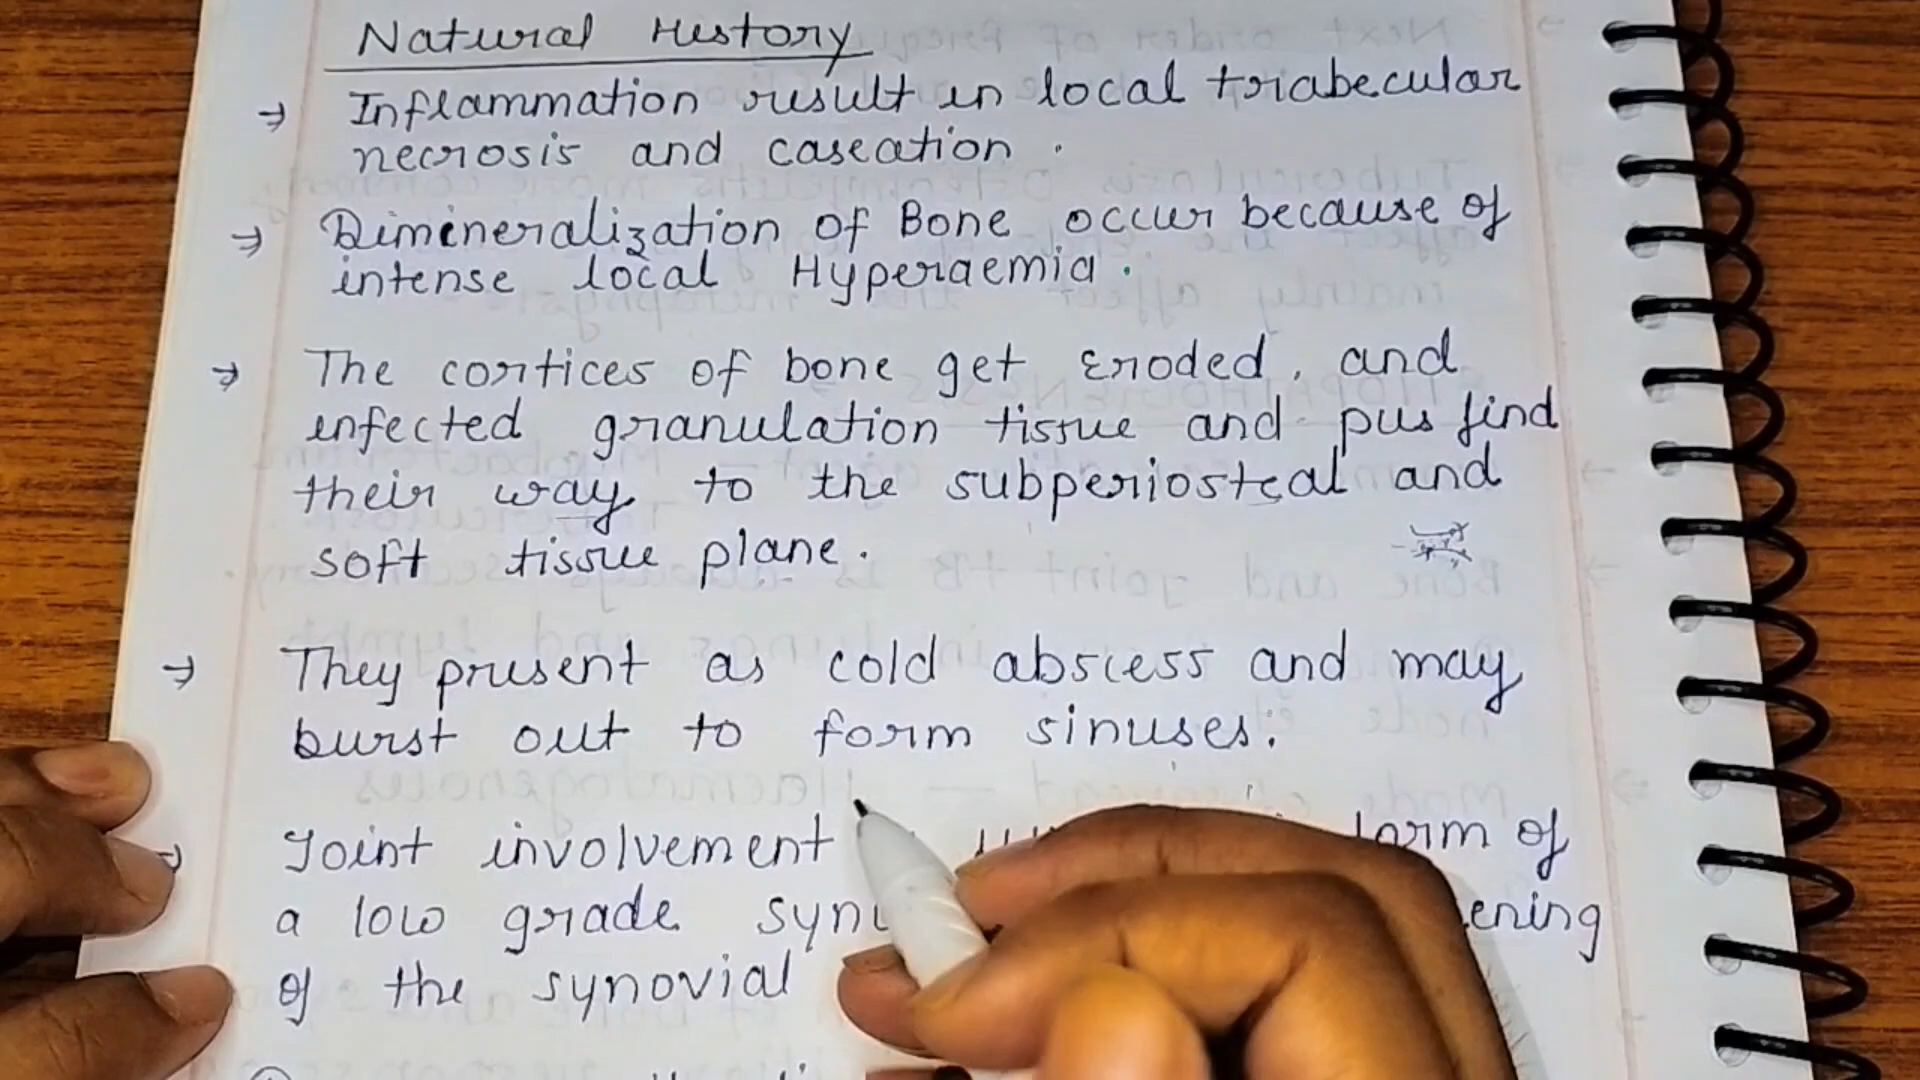 Natural History
→ Inflammation result in local trabecular
necrosis and caseation .
→ Dimineralization of Bone occur because of
intense local Hyperaemia .
→ The cortices of bone get Eroded, and
infected granulation tissue and pus find
their way to the subperiosteal and
soft tissue plane .
→ They present as cold abscess and may
burst out to form sinuses .
→ Joint involvement form of
a low grade
of the synovial